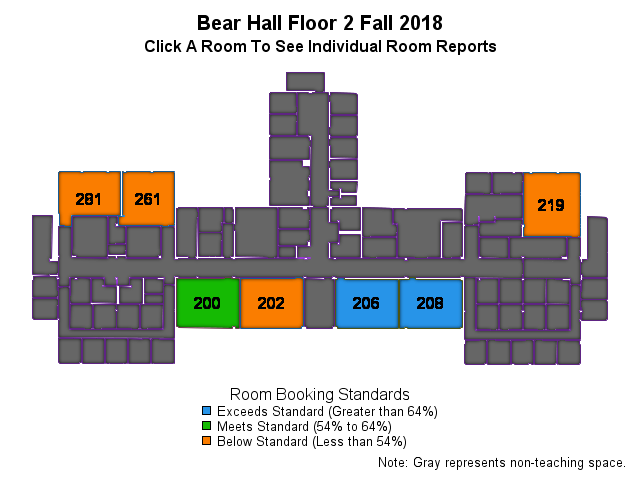 Bear Hall Floor 2 Fall 2018
Click A Room To See Individual Room Reports
281 261
219
200 202 206 208
Room Booking Standards
Exceeds Standard (Greater than 64%)
Meets Standard (54% to 64%)
Below Standard (Less than 54%)
Note: Gray represents non-teaching space.